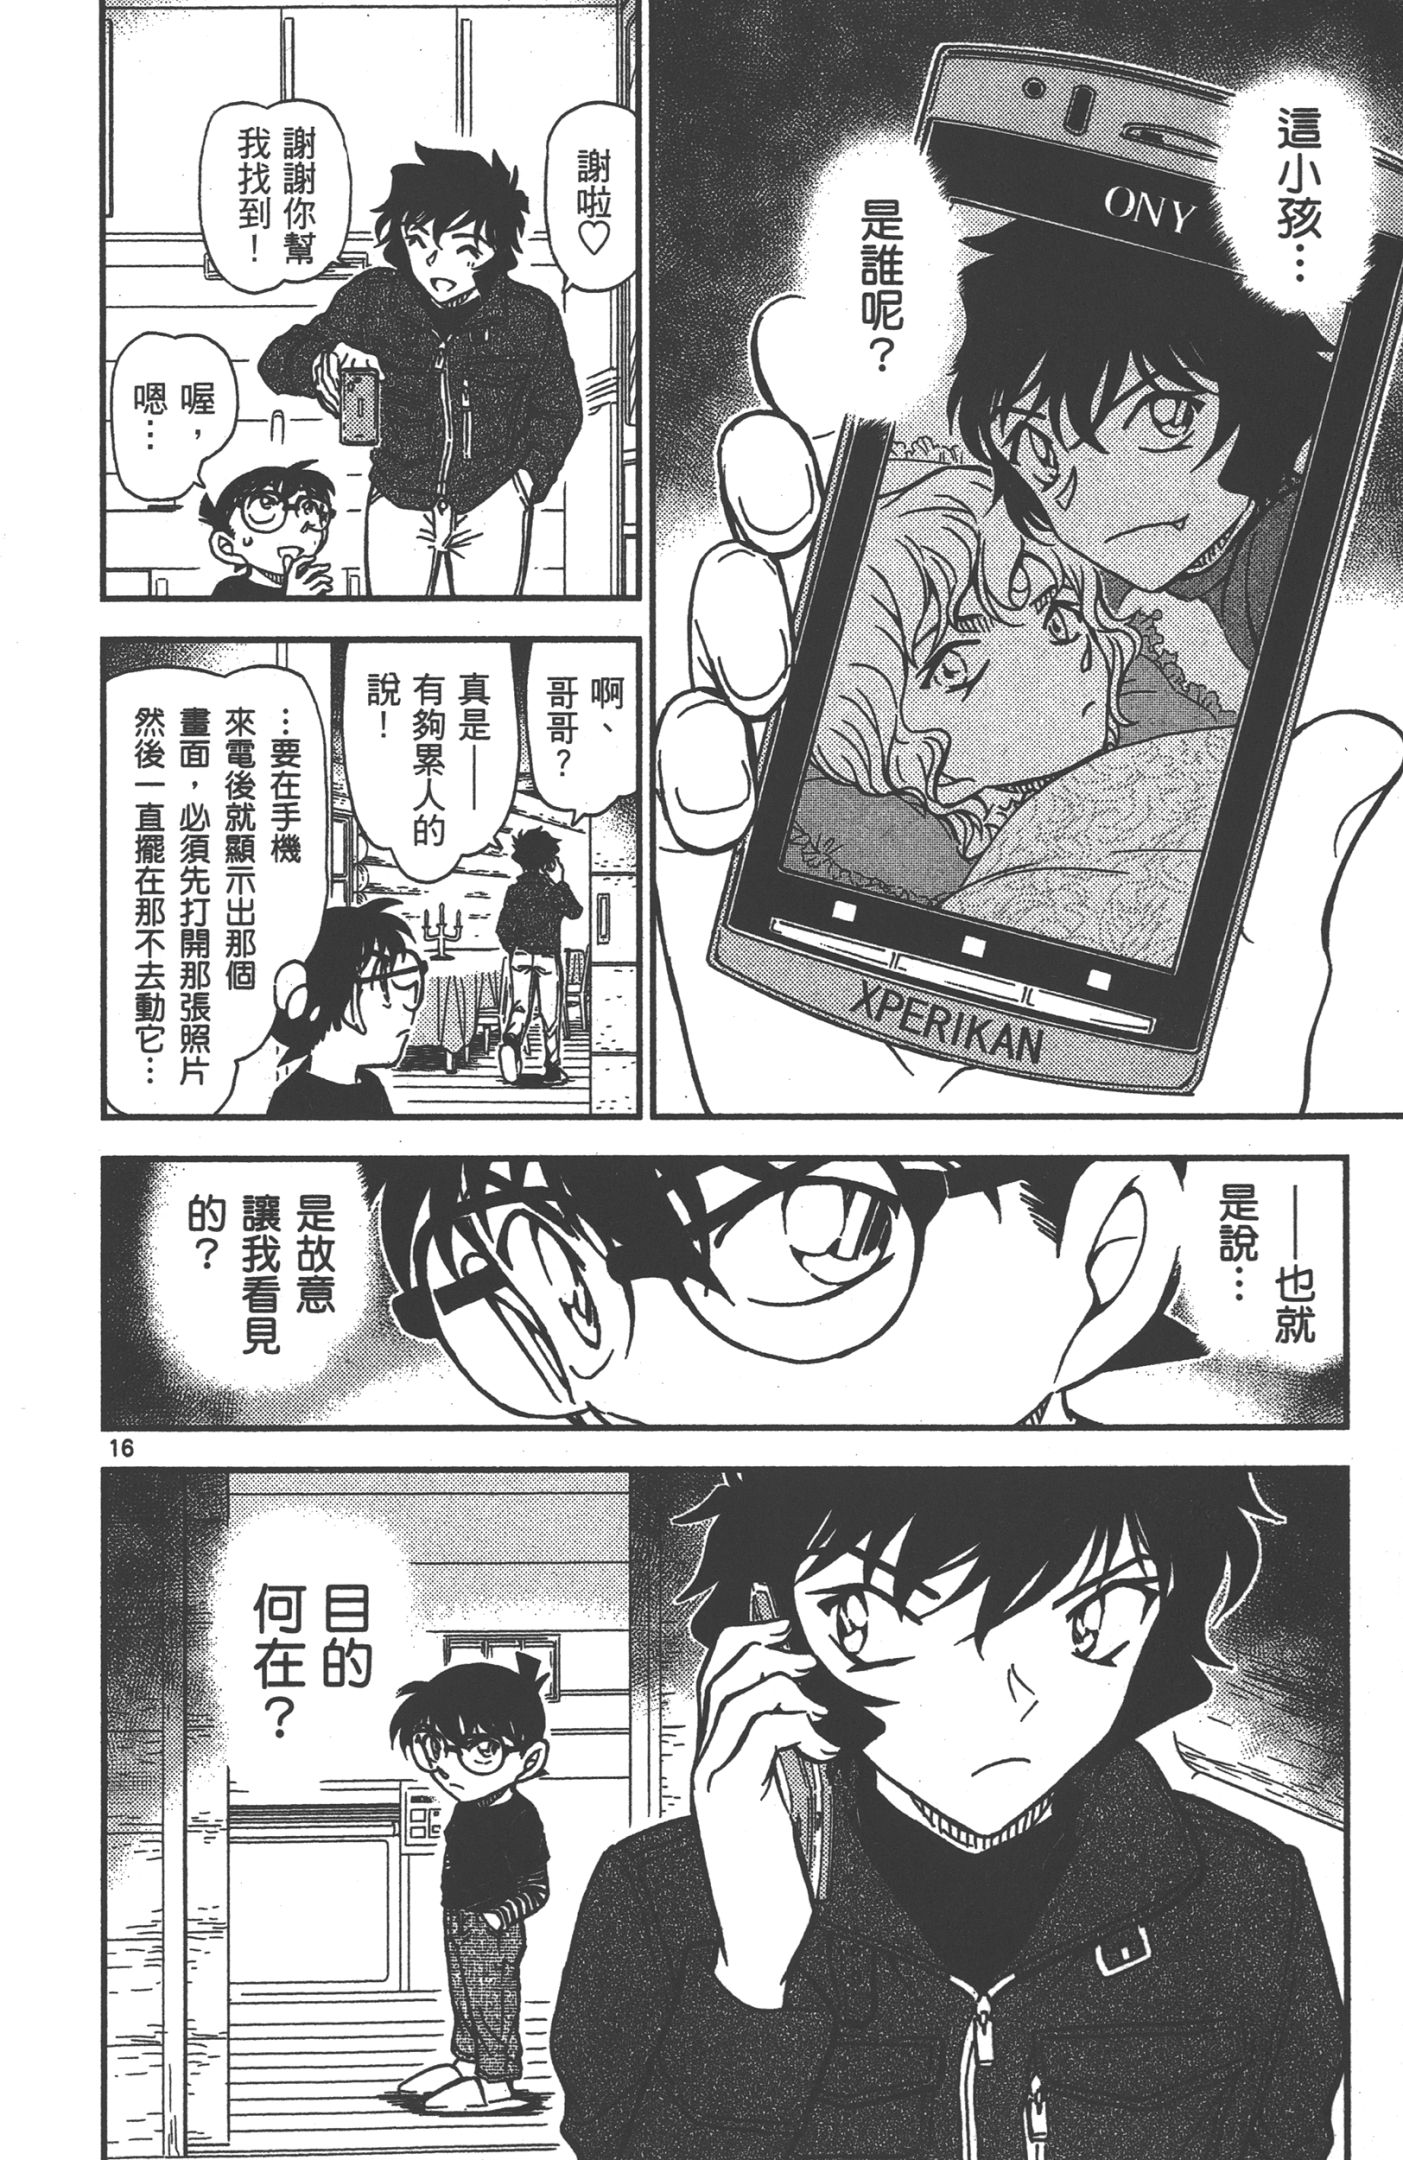 這小孩…
是誰呢？
ONY
XPERIKAN
謝啦♡
謝謝你幫
我找到！
喔，
嗯…
啊、
哥哥？
真是——
有夠累人的
說！
…要在手機
來電後就顯示出那個
畫面，必須先打開那張照片
然後一直擺在那不去動它…
——也就
是說…
是故意
讓我看見
的？
16
目的
何在？